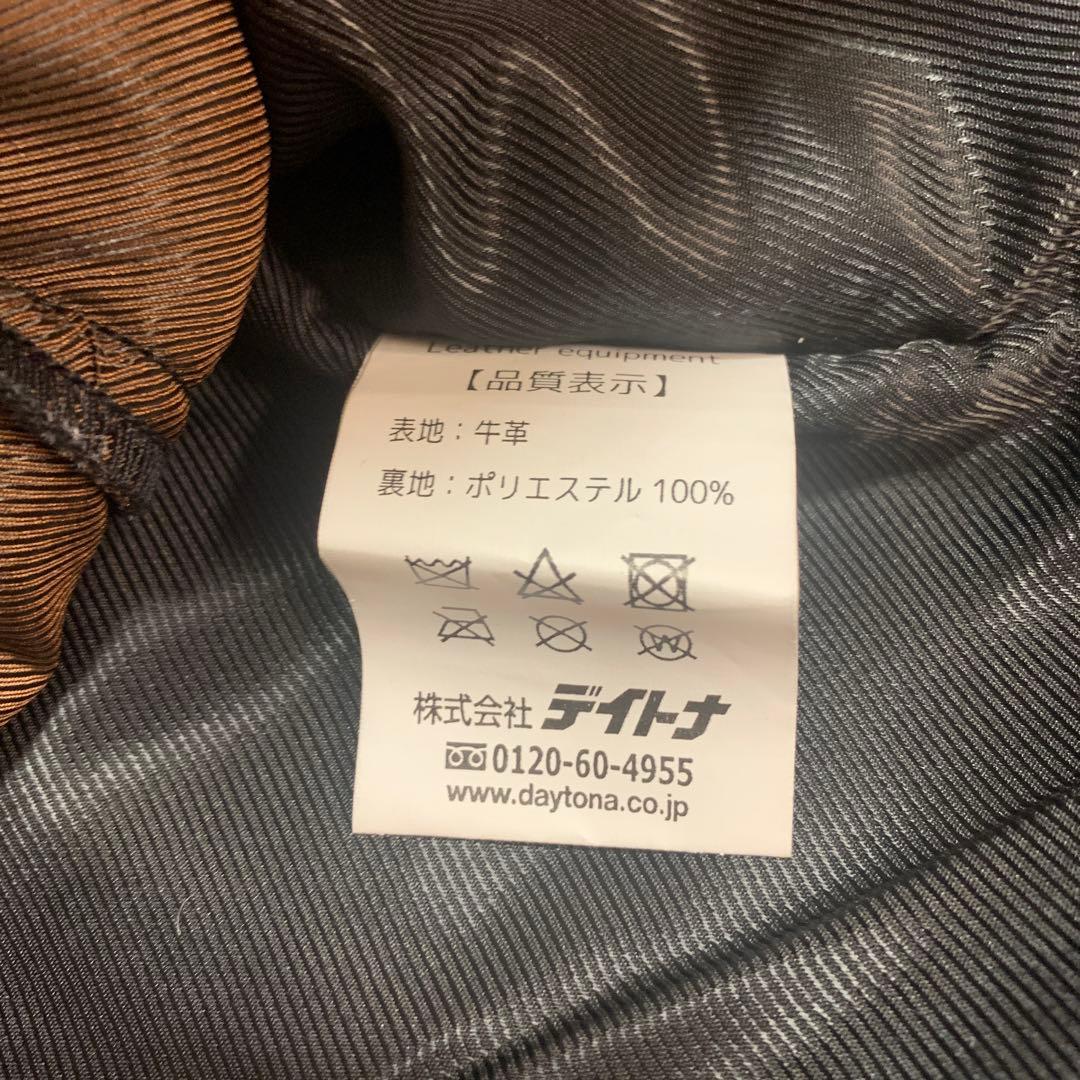 Leather equipment
【品質表示】
表地：牛革
裏地：ポリエステル 100%
W
株式会社 デイトナ
0120-60-4955
www.daytona.co.jp